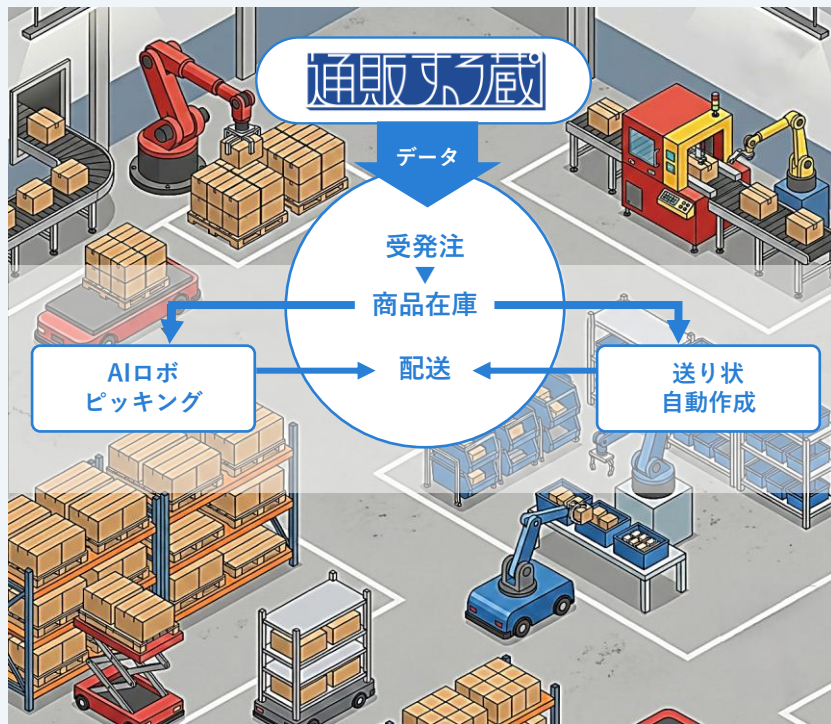 通販する蔵
データ
受発注
商品在庫
AIロボ
ピッキング
配送
送り状
自動作成